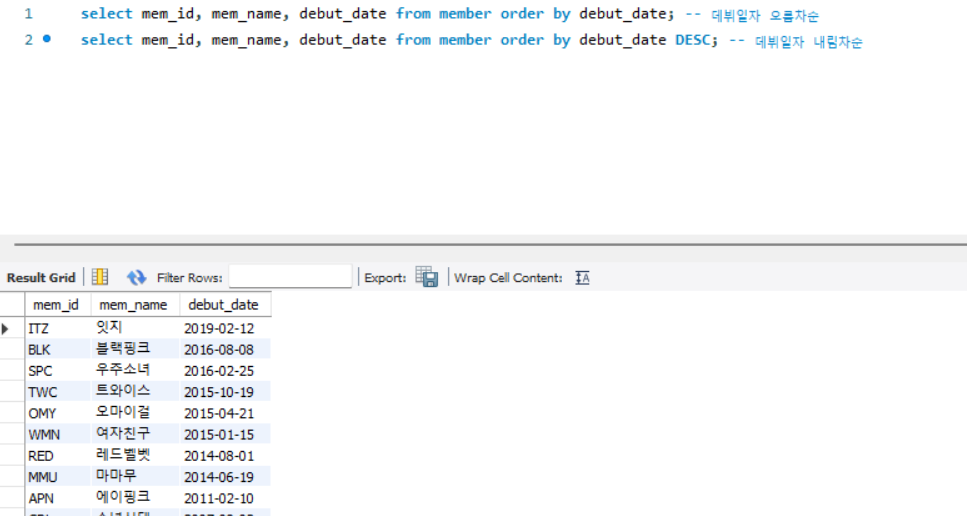 1 select mem_id, mem_name, debut_date from member order by debut_date; -- 데뷔일자 오름차순
2 select mem_id, mem_name, debut_date from member order by debut_date DESC; -- 데뷔일자 내림차순
Result Grid Filter Rows: Export: Wrap Cell Content: IA
mem_id mem_name debut_date
ITZ 잇지 2019-02-12
BLK 블랙핑크 2016-08-08
SPC 우주소녀 2016-02-25
TWC 트와이스 2015-10-19
OMY 오마이걸 2015-04-21
WMN 여자친구 2015-01-15
RED 레드벨벳 2014-08-01
MMU 마마무 2014-06-19
APN 에이핑크 2011-02-10